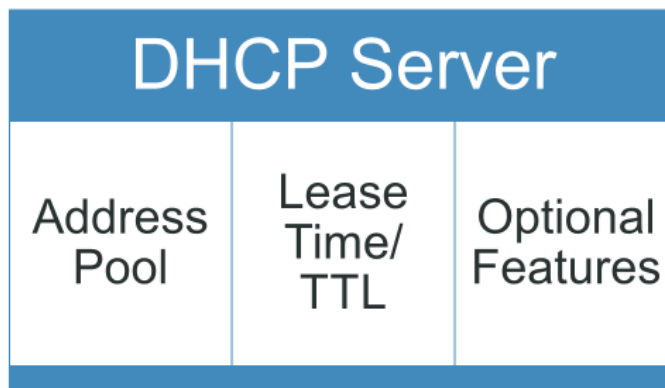 DHCP Server
Address
Pool
Lease
Time/
TTL
Optional
Features